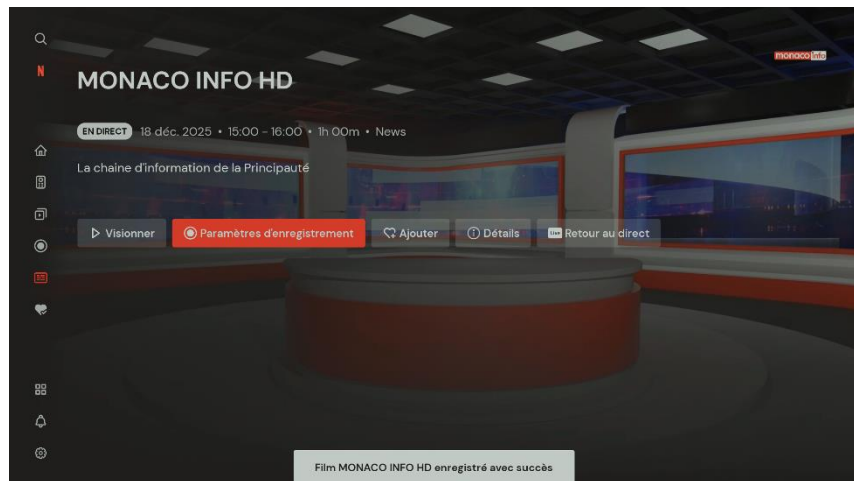 monaco info
N
MONACO INFO HD
EN DIRECT 18 déc. 2025 • 15:00 - 16:00 • 1h 00m • News
La chaine d'information de la Principauté
Visionner Paramètres d'enregistrement Ajouter Détails Live Retour au direct
Film MONACO INFO HD enregistré avec succès